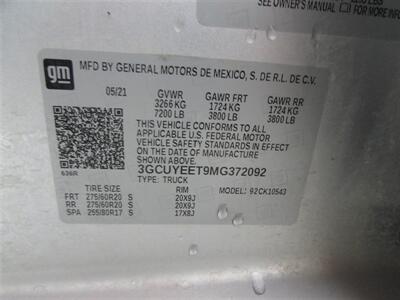 SEE OWNER'S MANUAL
gm
MFD BY GENERAL MOTORS DE MEXICO, S. DE R.L. DE C.V.
05/21 GVWR GAWR FRT GAWR RR
3266 KG 1724 KG 1724 KG
7200 LB 3800 LB 3800 LB
THIS VEHICLE CONFORMS TO ALL
APPLICABLE U.S. FEDERAL MOTOR
VEHICLE SAFETY STANDARDS IN EFFECT
ON THE DATE OF MANUFACTURE SHOWN ABOVE.
3GCUYEET9MG372092
TYPE: TRUCK MODEL: 92CK10543
636R
TIRE SIZE RIM
FRT 275/60R20 S 20X9J
RR 275/60R20 S 20X9J
SPA 255/80R17 S 17X8J